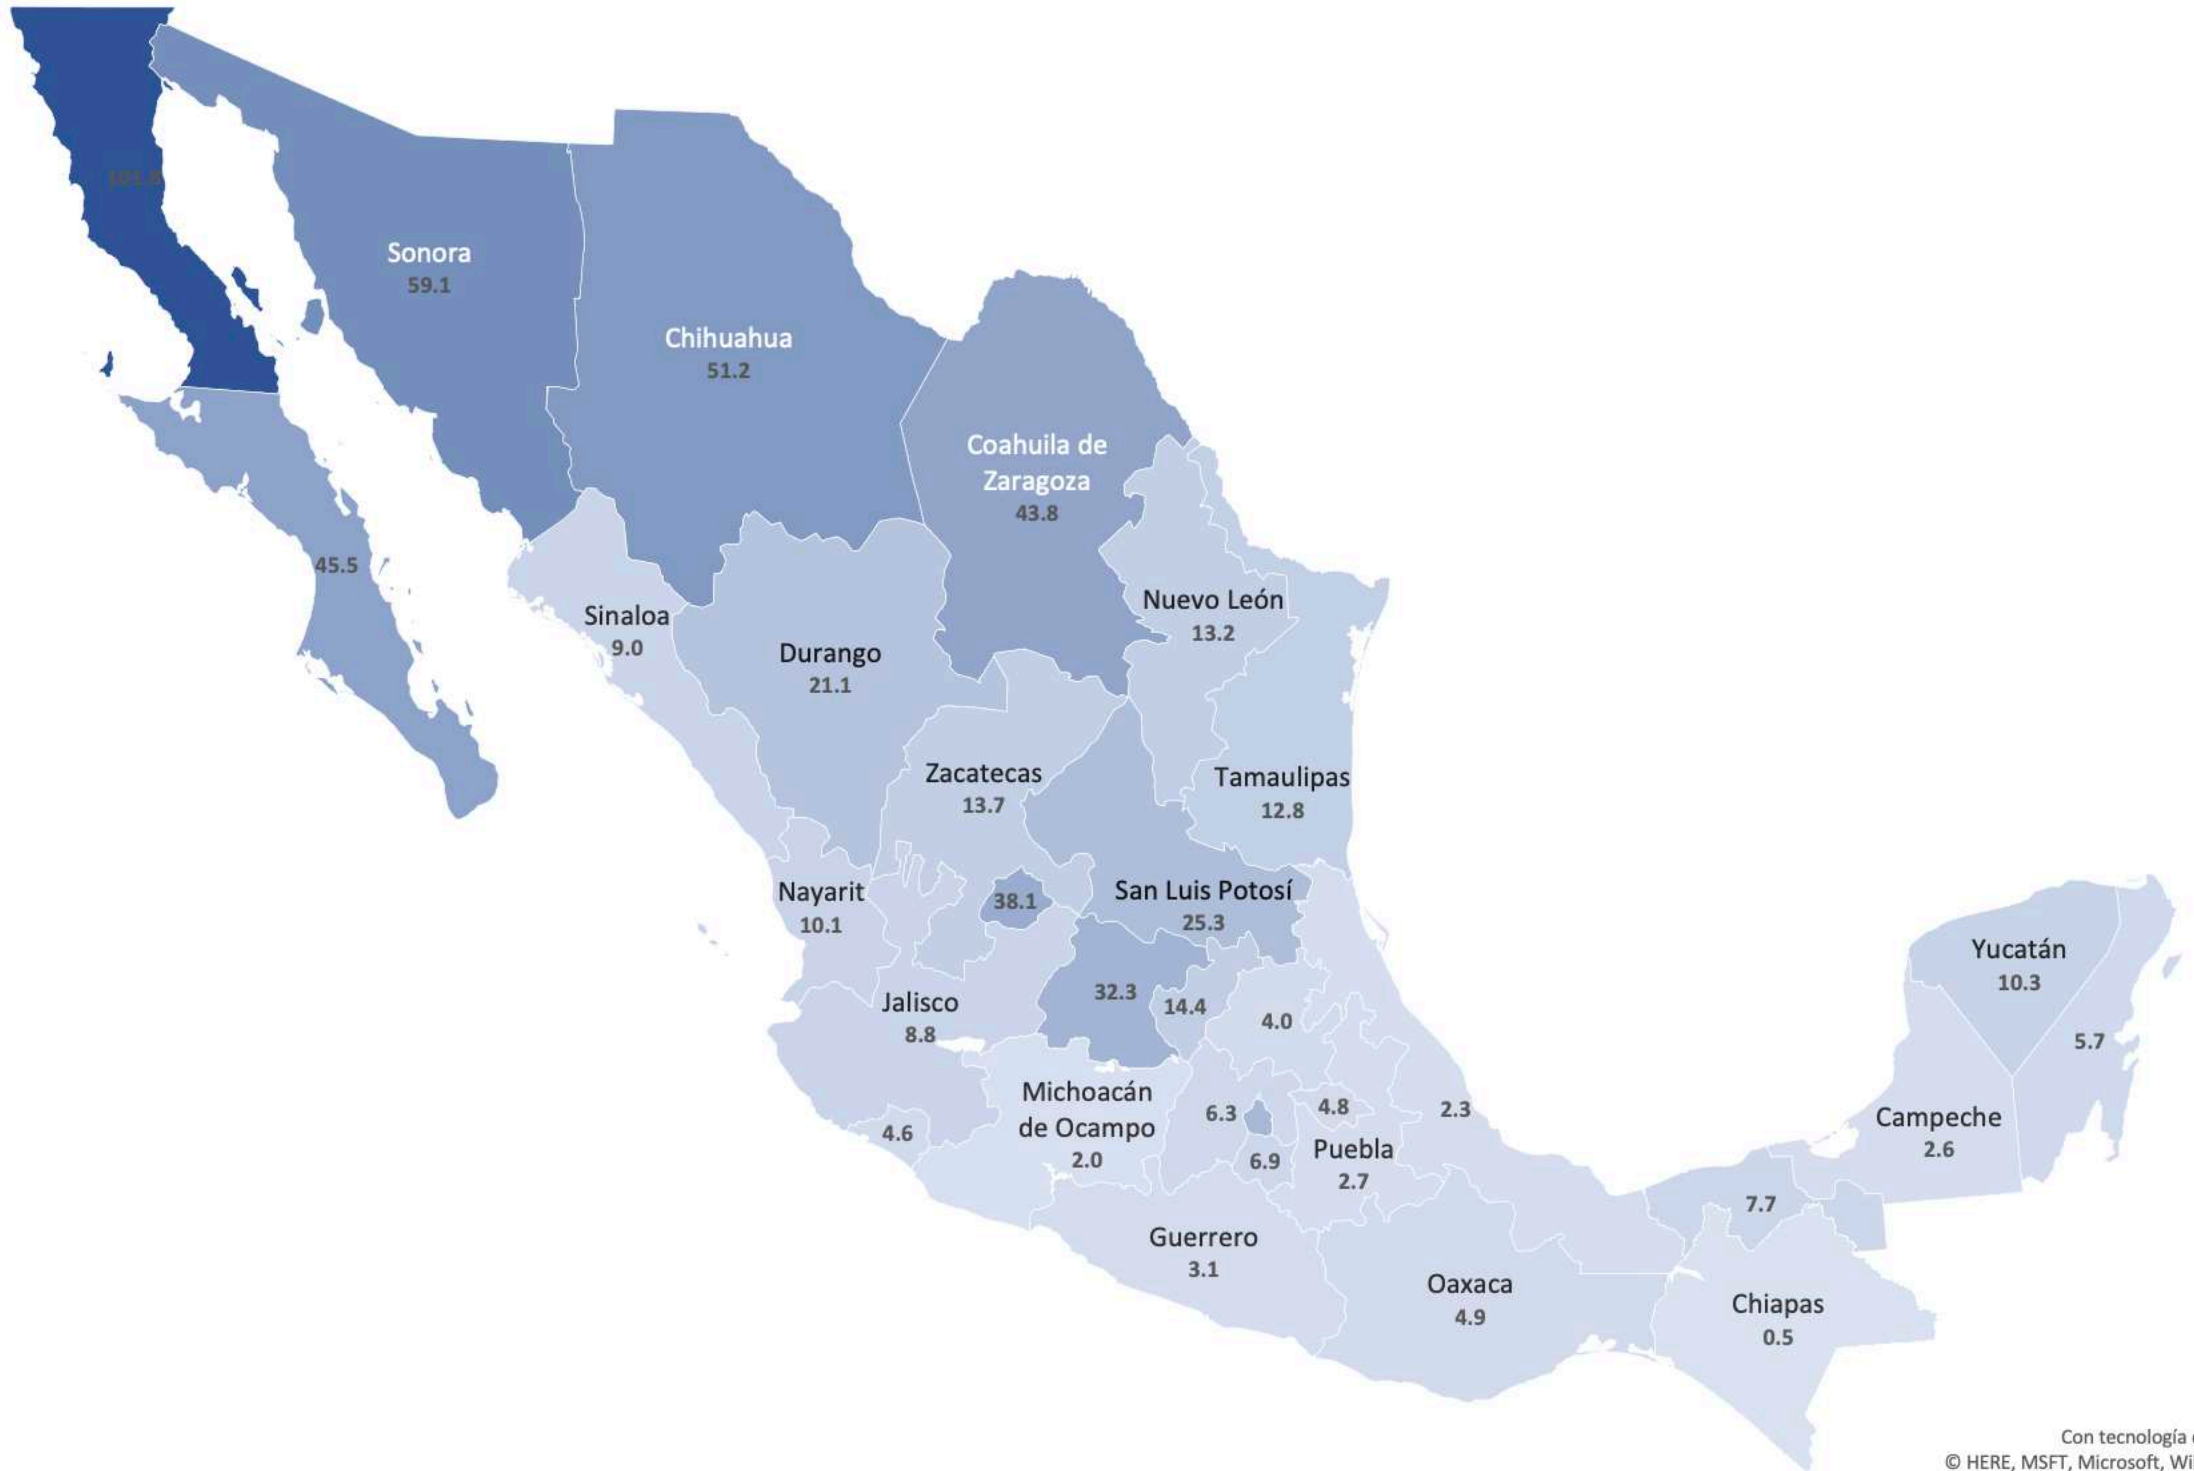 Sonora
59.1
Chihuahua
51.2
Coahuila de
Zaragoza
43.8
45.5
Nuevo León
13.2
Sinaloa
9.0
Durango
21.1
Zacatecas
13.7
Tamaulipas
12.8
Nayarit
10.1
38.1
San Luis Potosí
25.3
Yucatán
10.3
Jalisco
8.8
32.3
14.4
4.0
5.7
Michoacán
de Ocampo
2.0
4.6
6.3
4.8
2.3
6.9
Puebla
2.7
Campeche
2.6
7.7
Guerrero
3.1
Oaxaca
4.9
Chiapas
0.5
Con tecnología
© HERE, MSFT, Microsoft,